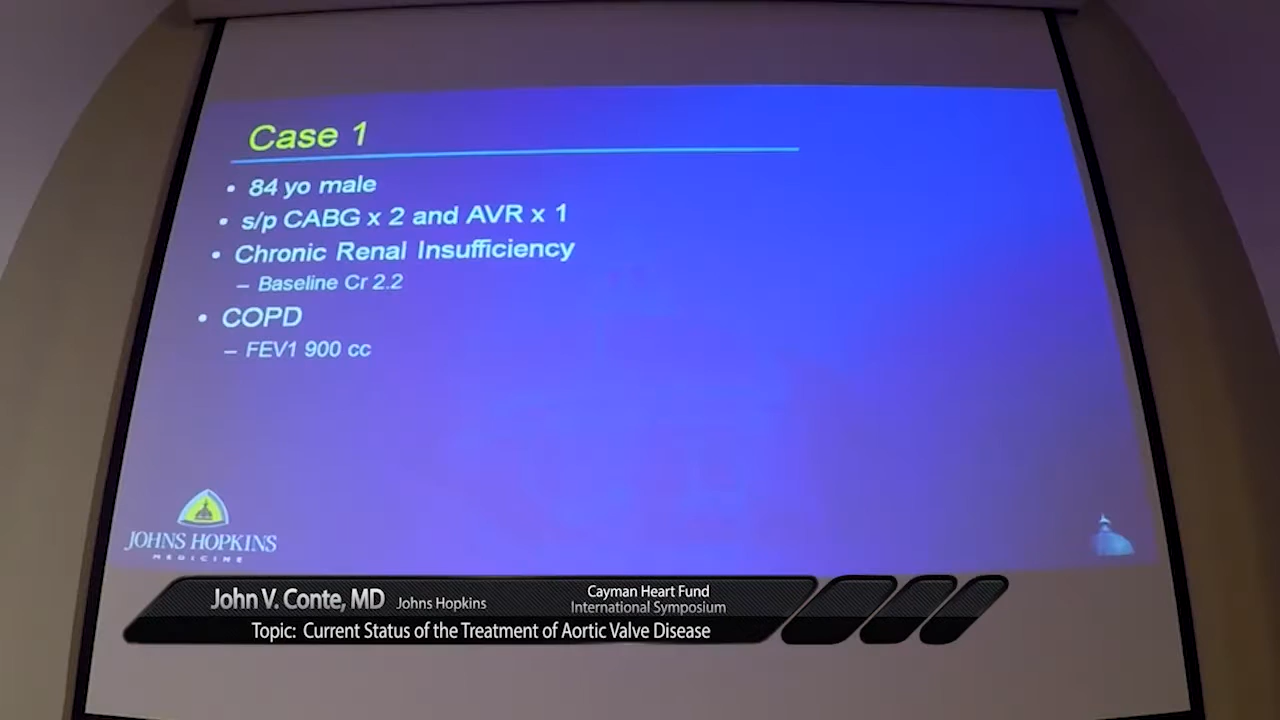 Case 1
• 84 yo male
• s/p CABG x 2 and AVR x 1
• Chronic Renal Insufficiency
– Baseline Cr 2.2
• COPD
– FEV1 900 cc
JOHNS HOPKINS
MEDICINE
John V. Conte, MD Johns Hopkins
Cayman Heart Fund
International Symposium
Topic: Current Status of the Treatment of Aortic Valve Disease